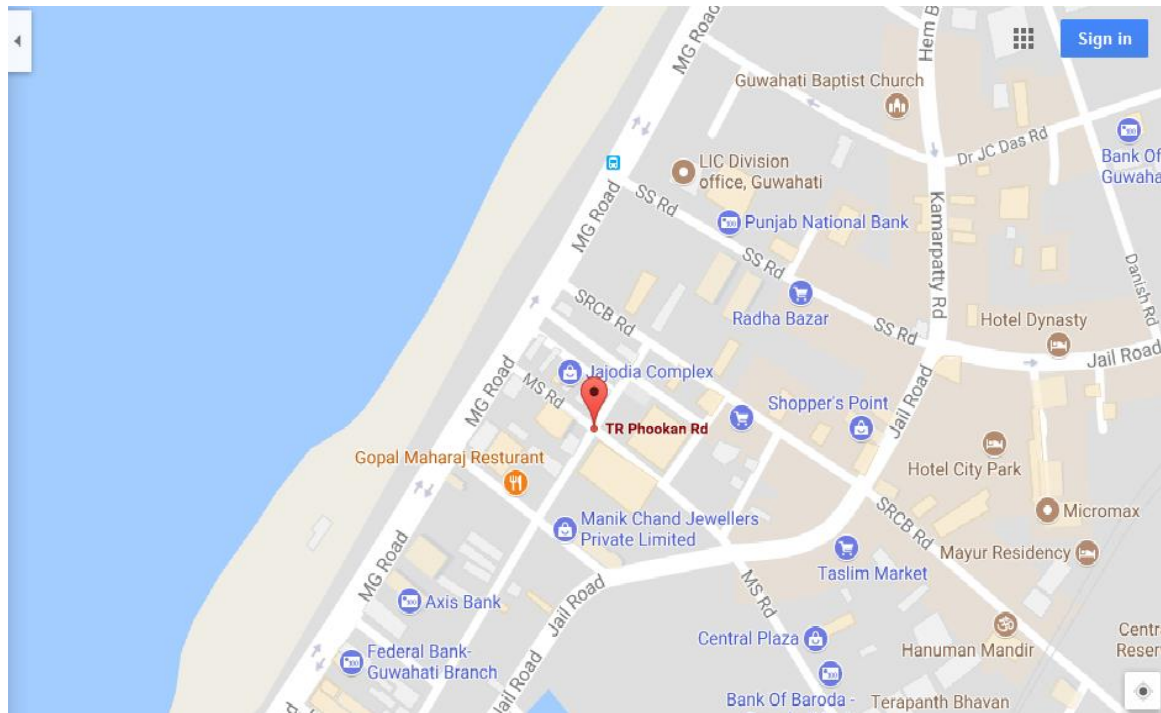 MG Road
Hem B
Sign in
Guwahati Baptist Church
Dr JC Das Rd
Bank Of
Guwaha
LIC Division
office, Guwahati
SS Rd
MG Road
Punjab National Bank
Kamarpatty Rd
SS Rd
Danish Rd
SRCB Rd
Radha Bazar
SS Rd
Hotel Dynasty
Jail Road
MG Road
MS Rd
Jajodia Complex
Shopper's Point
Jail Road
TR Phookan Rd
Gopal Maharaj Resturant
Hotel City Park
Manik Chand Jewellers
Private Limited
SRCB Rd
Micromax
Mayur Residency
MG Road
Taslim Market
Axis Bank
Jail Road
MS Rd
Central Plaza
Hanuman Mandir
Centra
Reserv
Federal Bank-
Guwahati Branch
Jail Road
Bank Of Baroda -
Terapanth Bhavan